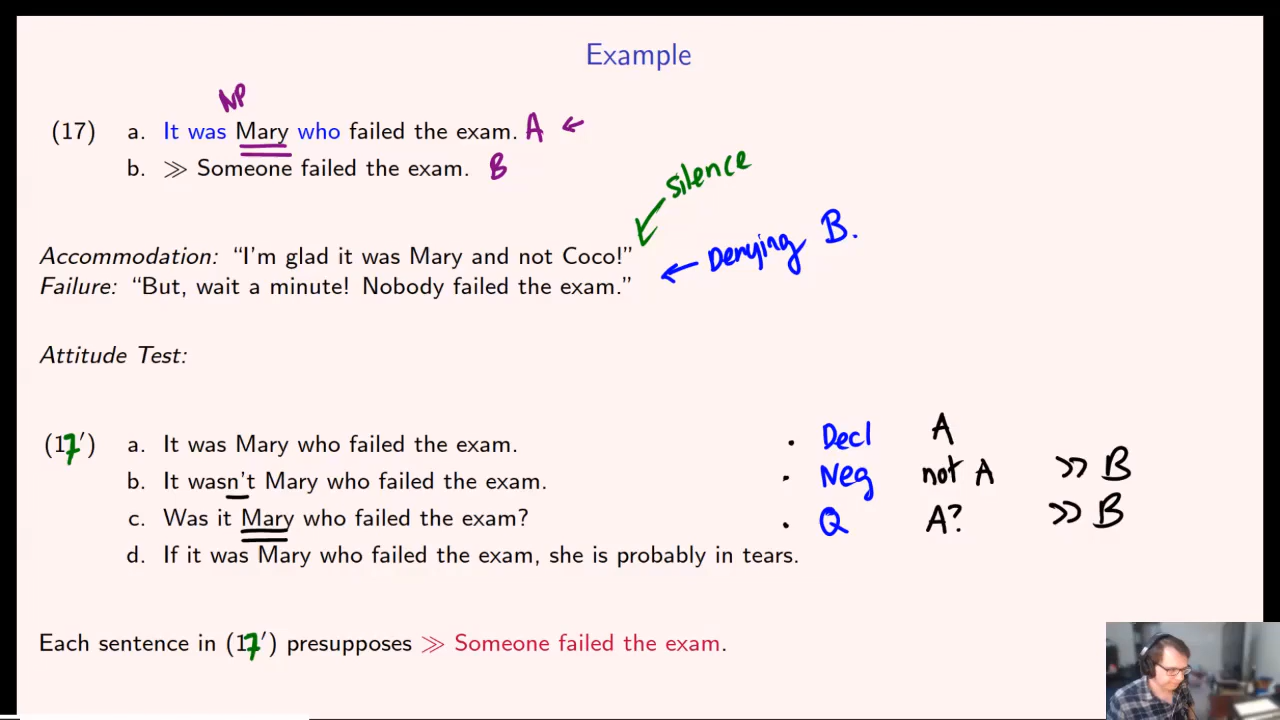 Example
NP
(17) a. It was Mary who failed the exam. A ←
b. ≫ Someone failed the exam. B
silence
Denying B.
Accommodation: “I’m glad it was Mary and not Coco!”
Failure: “But, wait a minute! Nobody failed the exam.”
Attitude Test:
(17′) a. It was Mary who failed the exam. · Decl A
b. It wasn’t Mary who failed the exam. · Neg not A ≫ B
c. Was it Mary who failed the exam? · Q A? ≫ B
d. If it was Mary who failed the exam, she is probably in tears.
Each sentence in (17′) presupposes ≫ Someone failed the exam.